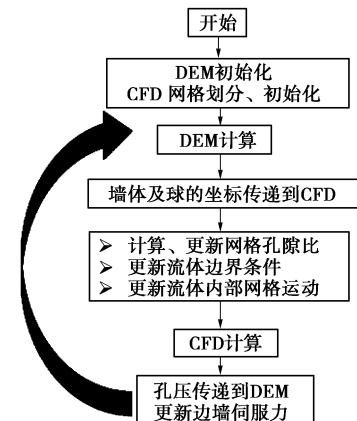 开始
DEM初始化
CFD 网格划分、初始化
DEM计算
墙体及球的坐标传递到CFD
计算、更新网格孔隙比
更新流体边界条件
更新流体内部网格运动
CFD计算
孔压传递到DEM
更新边墙伺服力